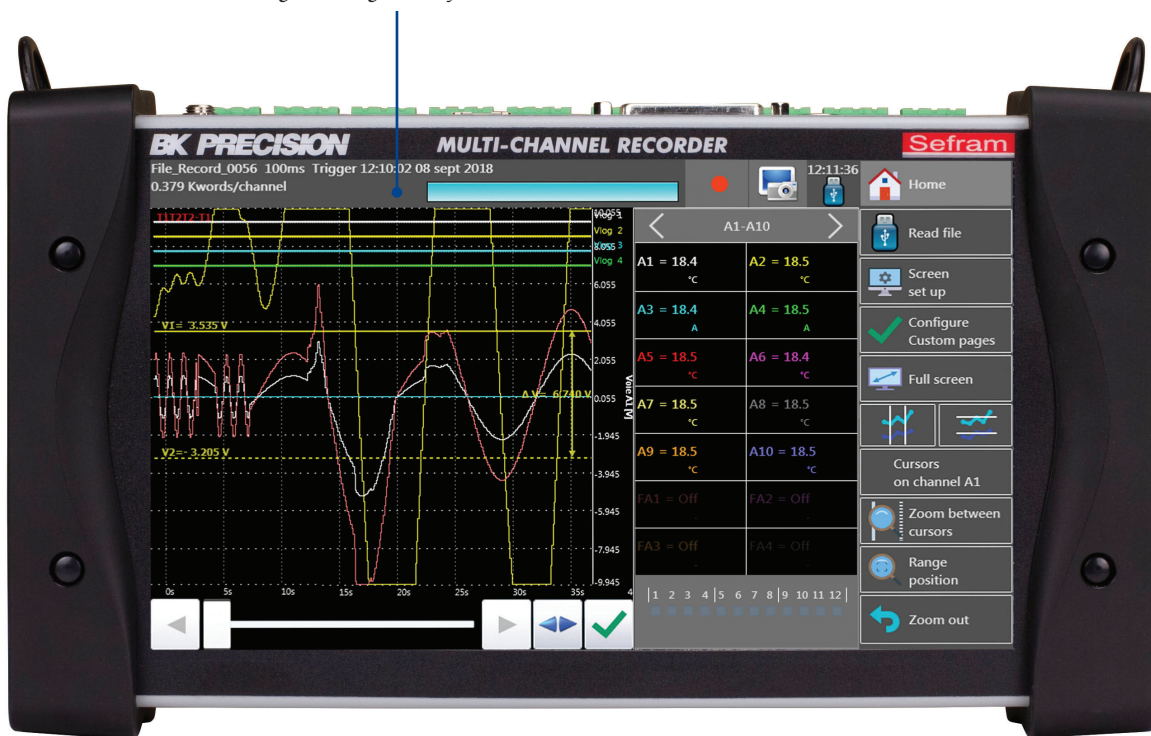 BK PRECISION MULTI-CHANNEL RECORDER Sefram
File_Record_0056 100ms Trigger 12:10:02 08 sept 2018
0.379 Kwords/channel
12:11:36
Home
T1T2T2-T1
Vlog 2
Vlog 4
6.055
4.055
2.055
0.055
-1.945
-3.945
-5.945
-7.945
-9.945
V1= 3.535 V
Δ V= 6.740 V
V2=- 3.205 V
0s 5s 10s 15s 20s 25s 30s 35s 4
A1-A10
A1 = 18.4
°C
A2 = 18.5
°C
A3 = 18.4
A
A4 = 18.5
A
A5 = 18.5
°C
A6 = 18.4
°C
A7 = 18.5
°C
A8 = 18.5
°C
A9 = 18.5
°C
A10 = 18.5
°C
FA1 = Off
FA2 = Off
FA3 = Off
FA4 = Off
1 2 3 4 5 6 7 8 9 10 11 12
Read file
Screen
set up
Configure
Custom pages
Full screen
Cursors
on channel A1
Zoom between
cursors
Range
position
Zoom out